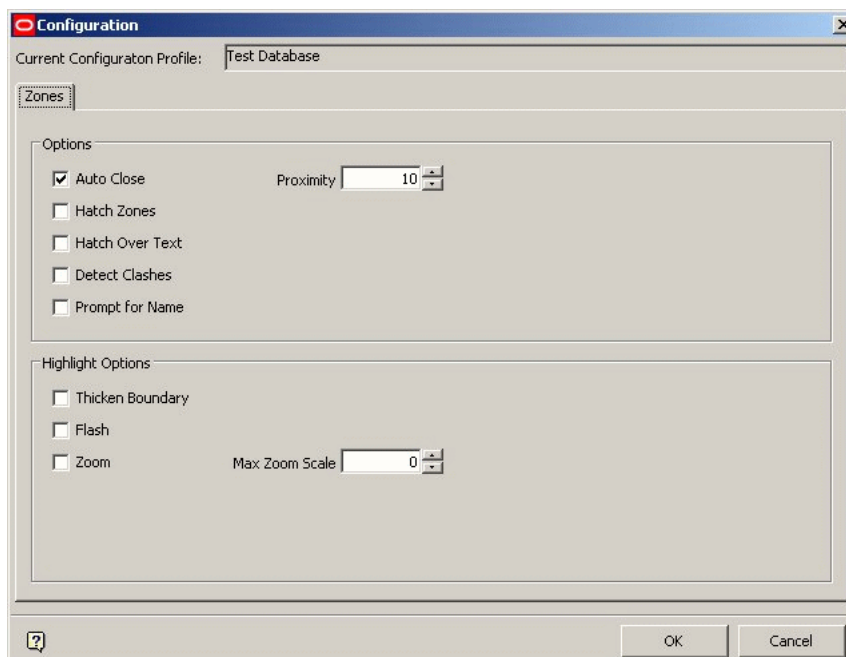 Configuration
Current Configuraton Profile: Test Database
Zones
Options
Auto Close Proximity 10
Hatch Zones
Hatch Over Text
Detect Clashes
Prompt for Name
Highlight Options
Thicken Boundary
Flash
Zoom Max Zoom Scale 0
OK Cancel